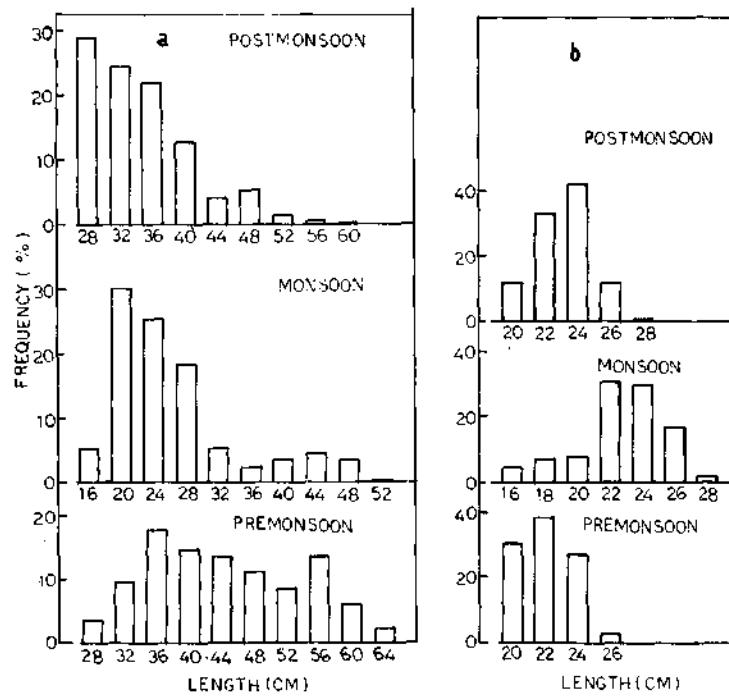 a
POSTMONSOON
30
20
10
0
28 32 36 40 44 48 52 56 60
MONSOON
30
20
10
0
16 20 24 28 32 36 40 44 48 52
PREMONSOON
20
10
0
28 32 36 40 44 48 52 56 60 64
LENGTH (CM)
FREQUENCY (%)
b
POSTMONSOON
40
20
0
20 22 24 26 28
MONSOON
40
20
0
16 18 20 22 24 26 28
PREMONSOON
40
20
0
20 22 24 26
LENGTH (CM)